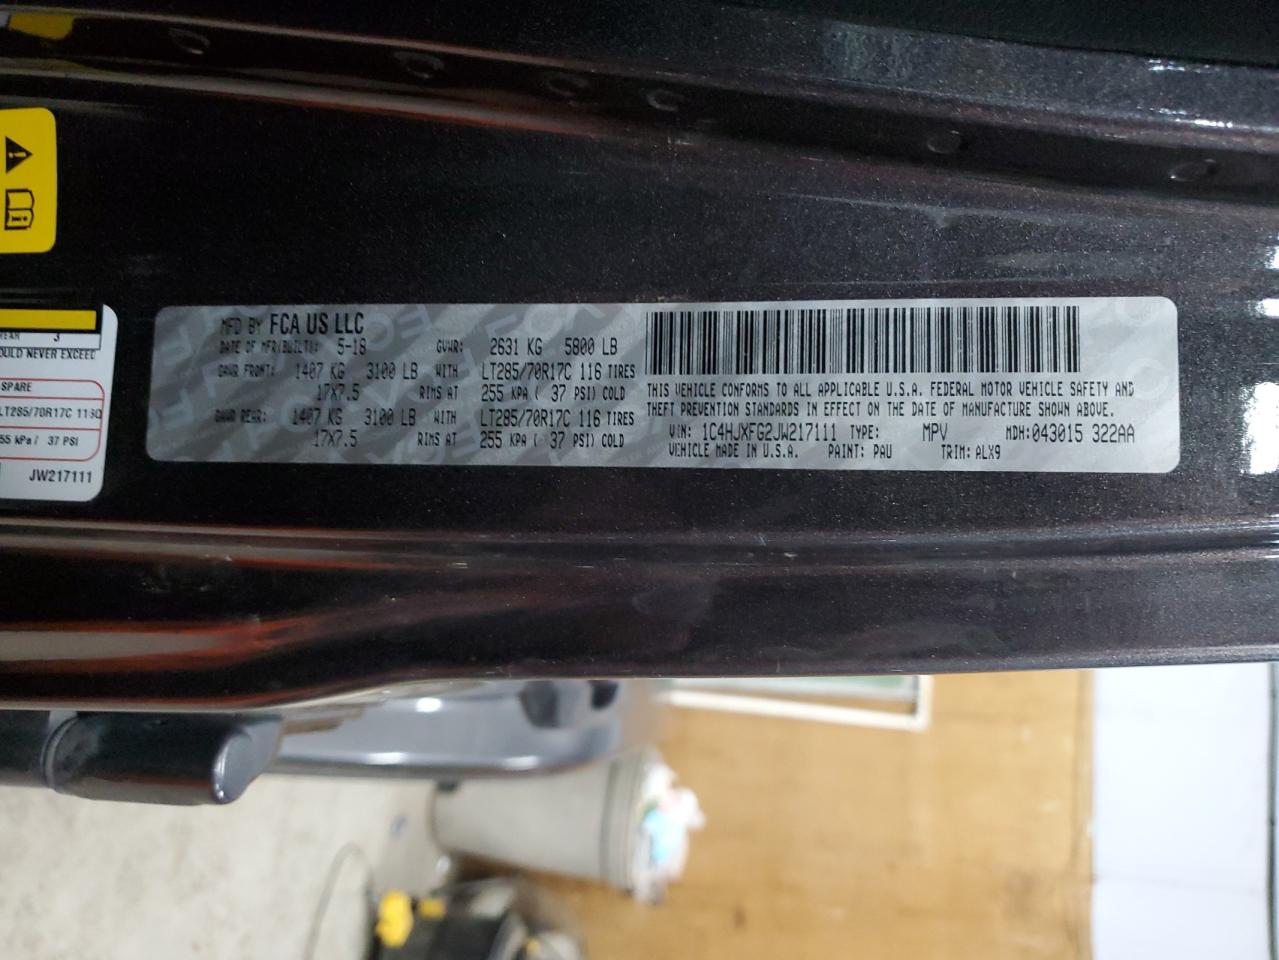 EAR 3
OULD NEVER EXCEED
SPARE
LT285/70R17C 116Q
55 kPa / 37 PSI
JW217111
MFD BY FCA US LLC
DATE OF MFR(BUILT): 5-18 GVWR: 2631 KG 5800 LB
GAWR FRONT: 1407 KG 3100 LB WITH LT285/70R17C 116 TIRES
17X7.5 RIMS AT 255 KPA ( 37 PSI) COLD
GAWR REAR: 1407 KG 3100 LB WITH LT285/70R17C 116 TIRES
17X7.5 RIMS AT 255 KPA ( 37 PSI) COLD
THIS VEHICLE CONFORMS TO ALL APPLICABLE U.S.A. FEDERAL MOTOR VEHICLE SAFETY AND
THEFT PREVENTION STANDARDS IN EFFECT ON THE DATE OF MANUFACTURE SHOWN ABOVE.
VIN: 1C4HJXFG2JW217111 TYPE: MPV MDH:043015 322AA
VEHICLE MADE IN U.S.A. PAINT: PAU TRIM: ALX9